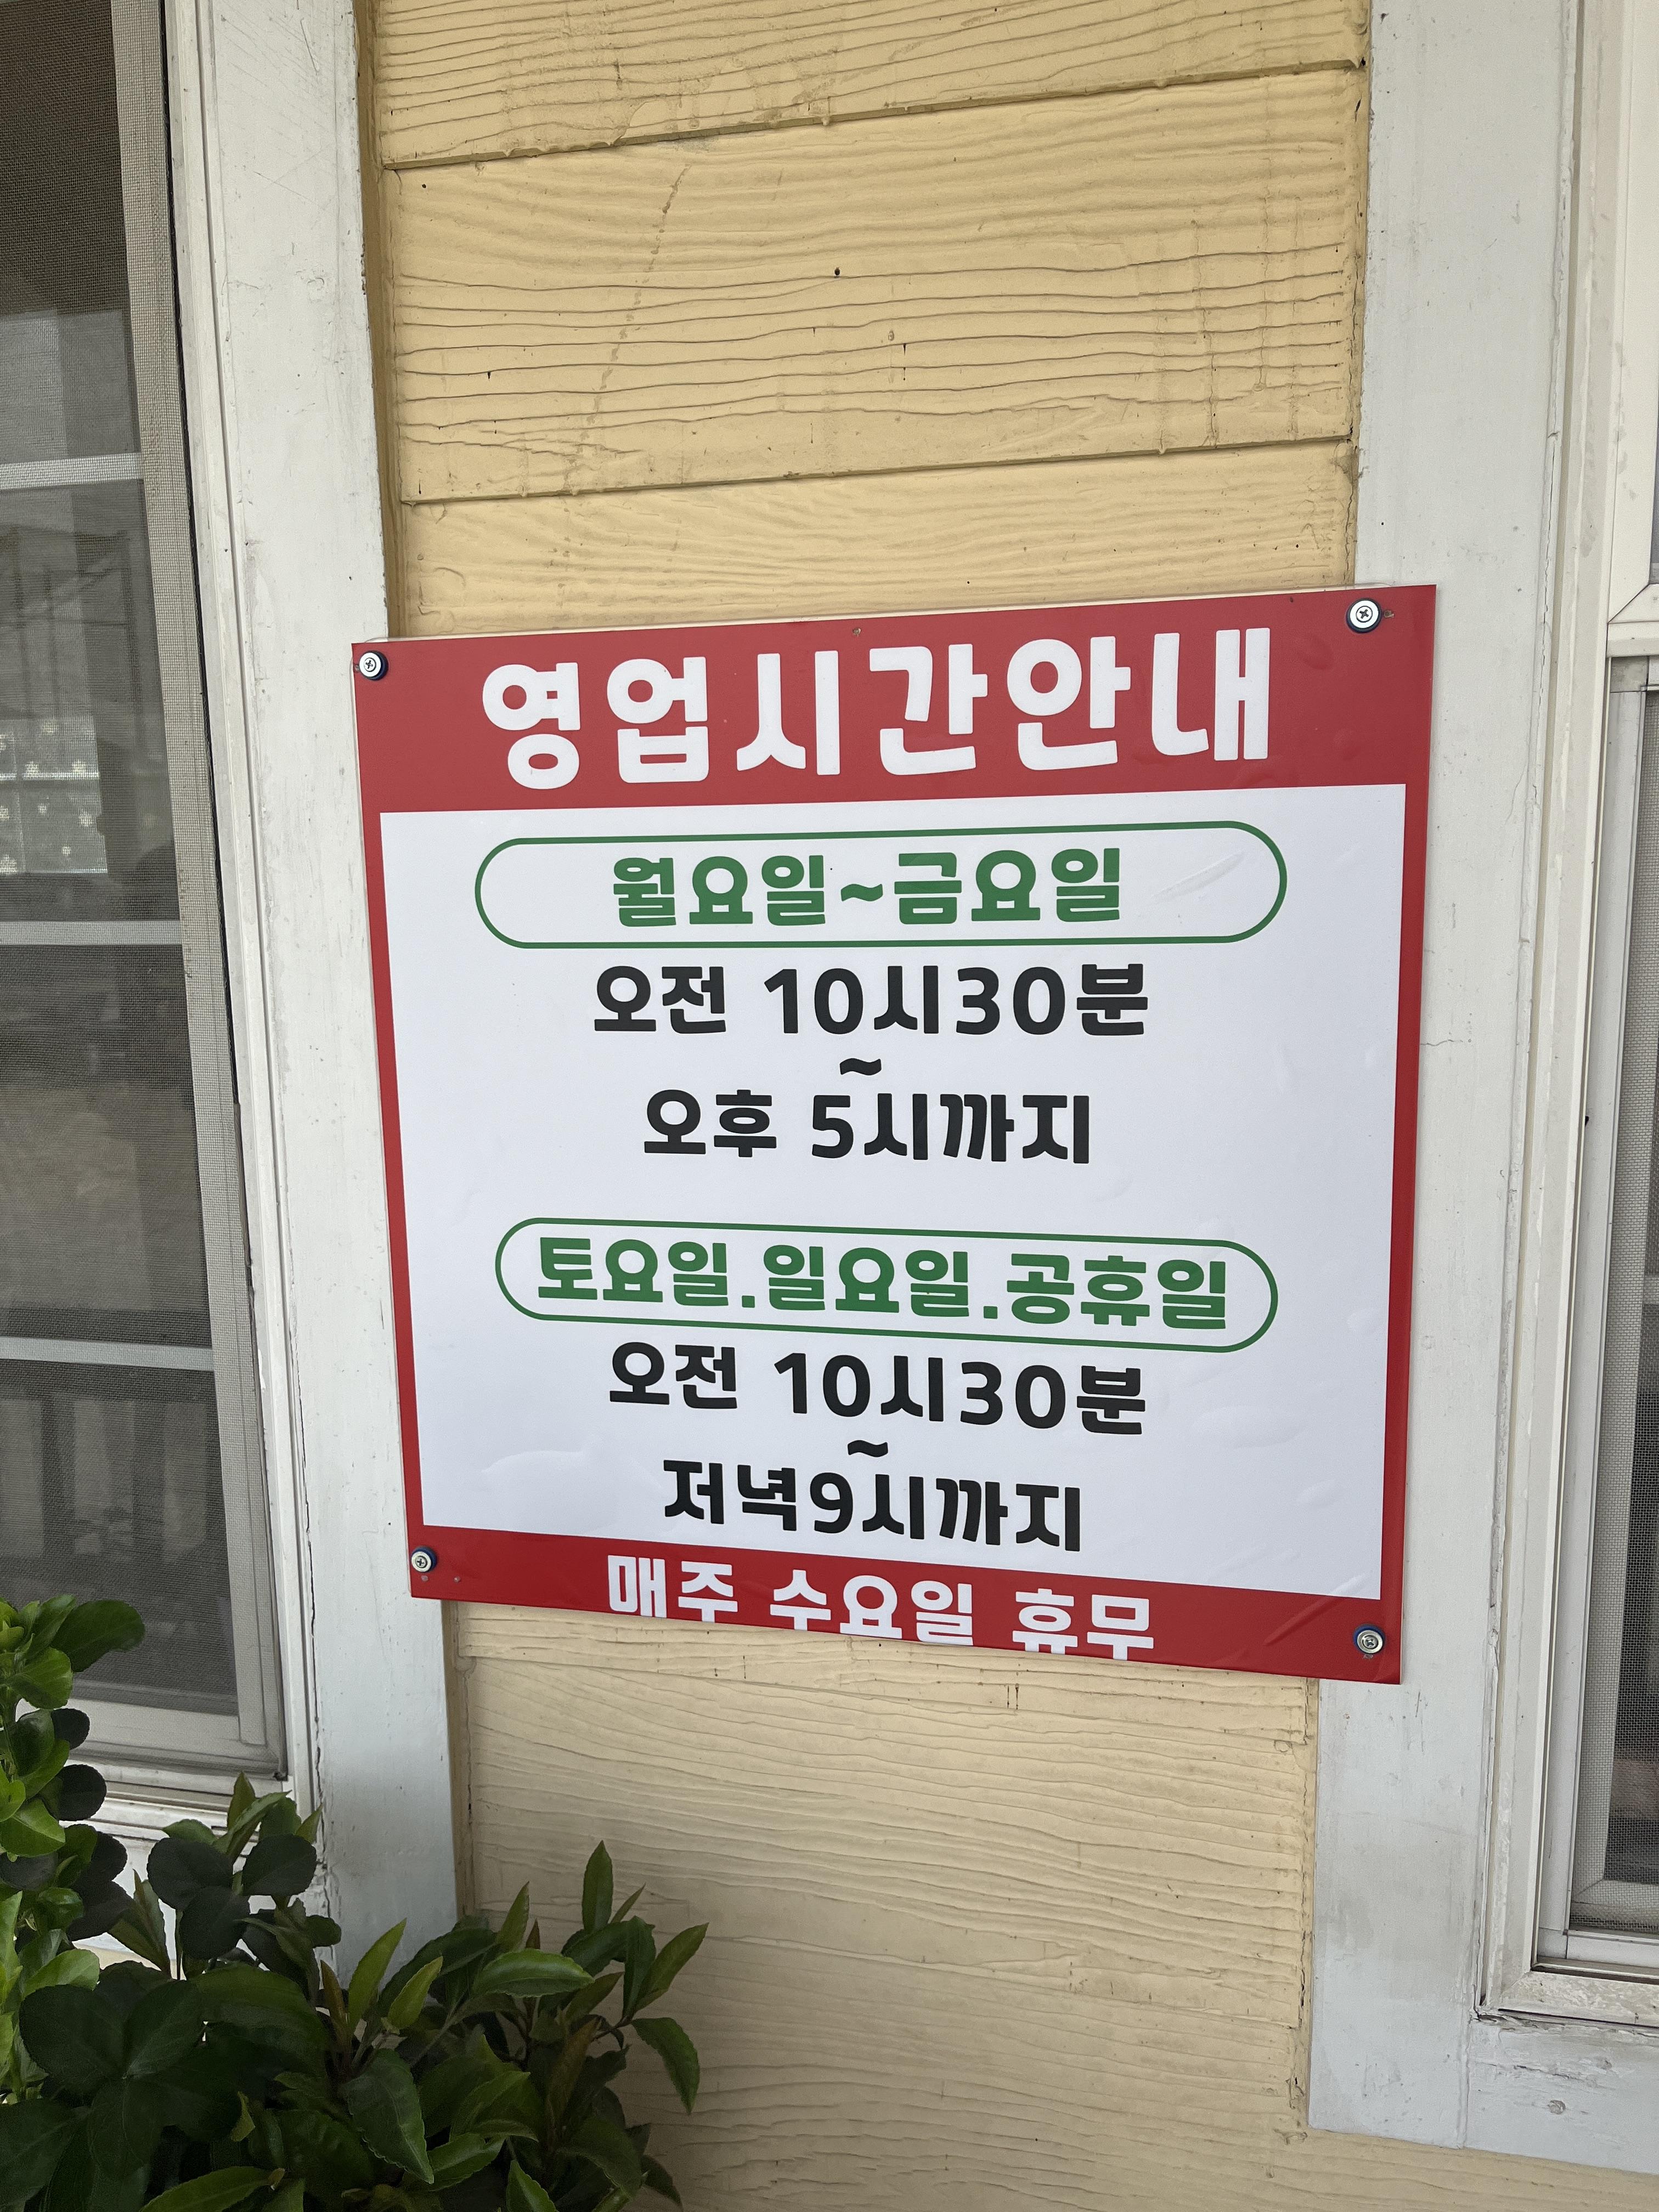 영업시간안내
월요일~금요일
오전 10시30분
~
오후 5시까지
토요일.일요일.공휴일
오전 10시30분
~
저녁9시까지
매주 수요일 휴무